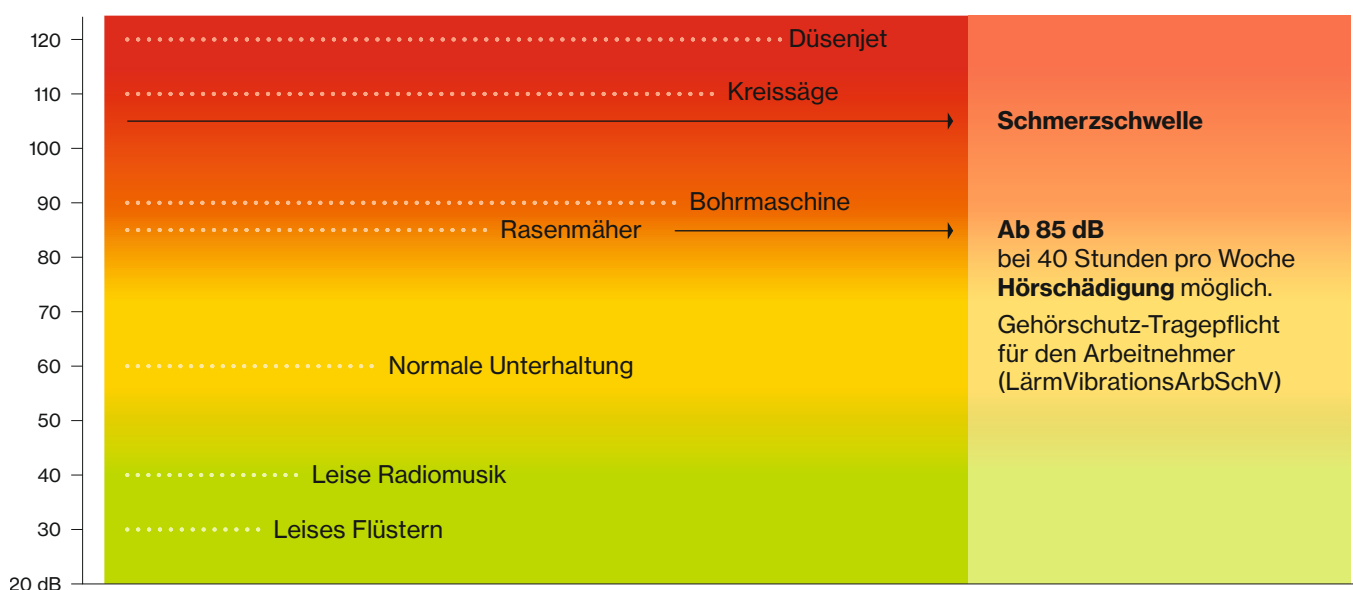 120
Düsenjet
110
Kreissäge
Schmerzschwelle
100
90
Bohrmaschine
Rasenmäher
Ab 85 dB
80
bei 40 Stunden pro Woche
Hörschädigung möglich.
70
Gehörschutz-Tragepflicht
für den Arbeitnehmer
60
Normale Unterhaltung
(LärmVibrationsArbSchV)
50
40
Leise Radiomusik
30
Leises Flüstern
20 dB